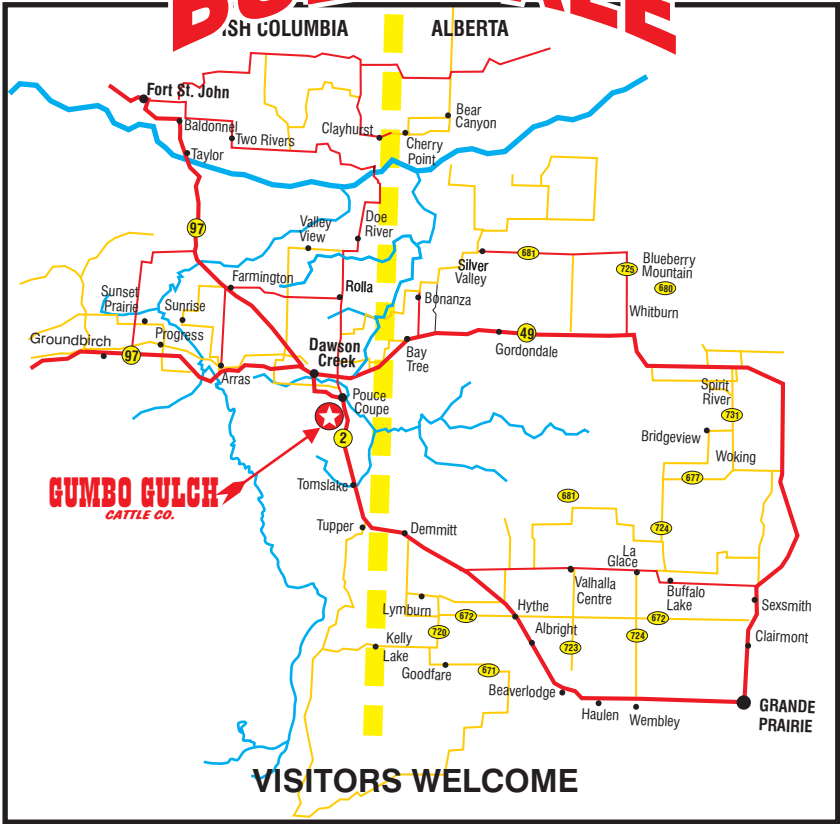 BULL SALE
ISH COLUMBIA
ALBERTA
Fort St. John
Baldonnel
Two Rivers
Taylor
Clayhurst
Cherry
Point
Bear
Canyon
97
Valley
View
Doe
River
Silver
Valley
681
725
Blueberry
Mountain
680
Whitburn
Farmington
Rolla
Bonanza
Sunset
Prairie
Sunrise
Progress
Groundbirch
97
Arras
Dawson
Creek
Bay
Tree
49
Gordondale
Pouce
Coupe
2
Spirit
River
731
Bridgeview
Woking
677
GUMBO GULCH
CATTLE CO.
Tomslake
Tupper
Demmitt
681
724
La
Glace
Valhalla
Centre
Buffalo
Lake
Sexsmith
Lymburn
672
Hythe
672
720
Albright
723
724
Clairmont
Kelly
Lake
Goodfare
671
Beaverlodge
Haulen
Wembley
GRANDE
PRAIRIE
VISITORS WELCOME